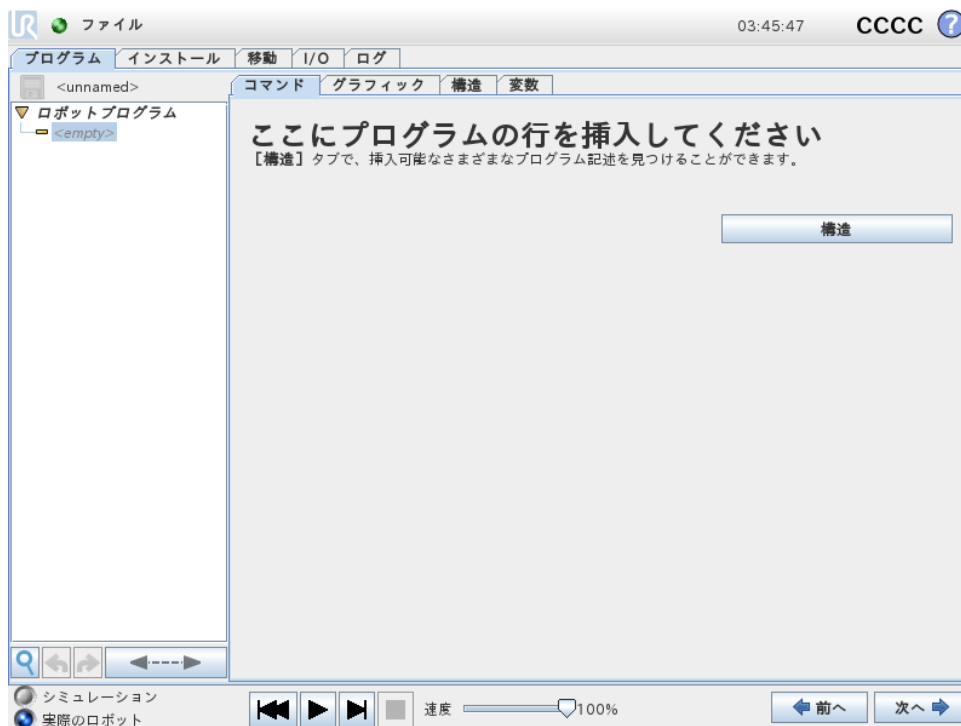 UR ファイル 03:45:47 CCCC ?
プログラム インストール 移動 I/O ログ
<unnamed> コマンド グラフィック 構造 変数
ロボットプログラム
<empty>
ここにプログラムの行を挿入してください
［構造］タブで、挿入可能なさまざまなプログラム記述を見つけることができます。
構造
シミュレーション
実際のロボット
速度 100% 前へ 次へ